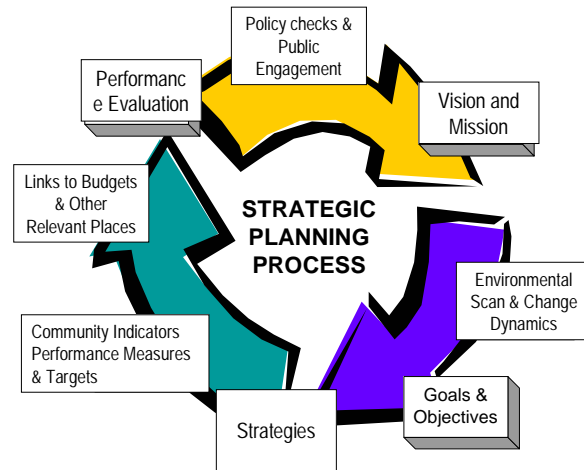 Policy checks &
Public
Engagement
Performanc
e Evaluation
Vision and
Mission
Links to Budgets
& Other
Relevant Places
STRATEGIC
PLANNING
PROCESS
Environmental
Scan & Change
Dynamics
Community Indicators
Performance Measures
& Targets
Goals &
Objectives
Strategies